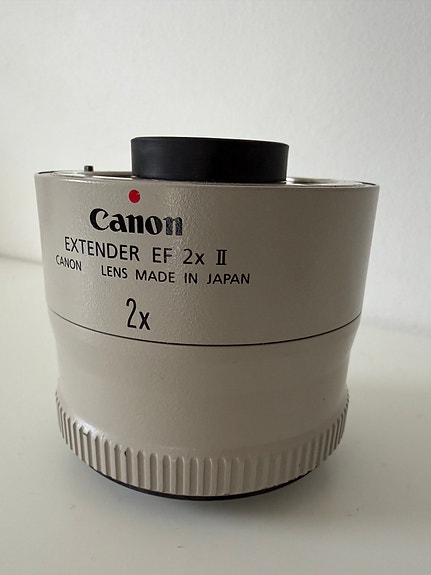 Canon
EXTENDER EF 2x II
CANON LENS MADE IN JAPAN
2x